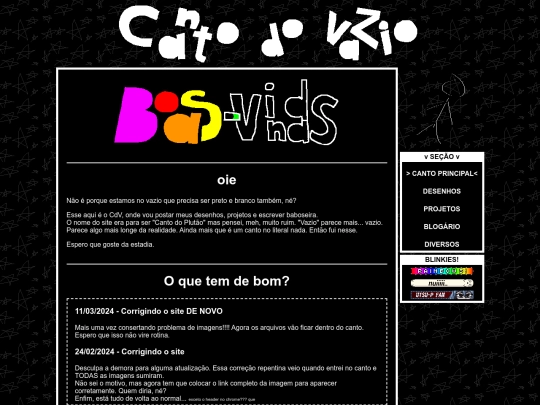 Canto do Vazio
Boas-Vindas
oie
Não é porque estamos no vazio que precisa ser preto e branco também, né?
Esse aqui é o CdV, onde vou postar meus desenhos, projetos e escrever baboseira.
O nome do site era para ser "Canto do Plutão" mas pensei, meh, muito ruim. "Vazio" parece mais... vazio.
Parece algo mais longe da realidade. Ainda mais que é um canto no literal nada. Então fui nesse.
Espero que goste da estadia.
O que tem de bom?
11/03/2024 - Corrigindo o site DE NOVO
Mais uma vez consertando problema de imagens!!!! Agora os arquivos vão ficar dentro do canto.
Espero que isso não vire rotina.
24/02/2024 - Corrigindo o site
Desculpa a demora para alguma atualização. Essa correção repentina veio quando entrei no canto e
TODAS as imagens sumiram.
Não sei o motivo, mas agora tem que colocar o link completo da imagem para aparecer
corretamente. Quem diria, né?
Enfim, está tudo de volta ao normal... exceto o header no chrome??? que
v SEÇÃO v
> CANTO PRINCIPAL<
DESENHOS
PROJETOS
BLOGÁRIO
DIVERSOS
BLINKIES!
UTSU-P FAN